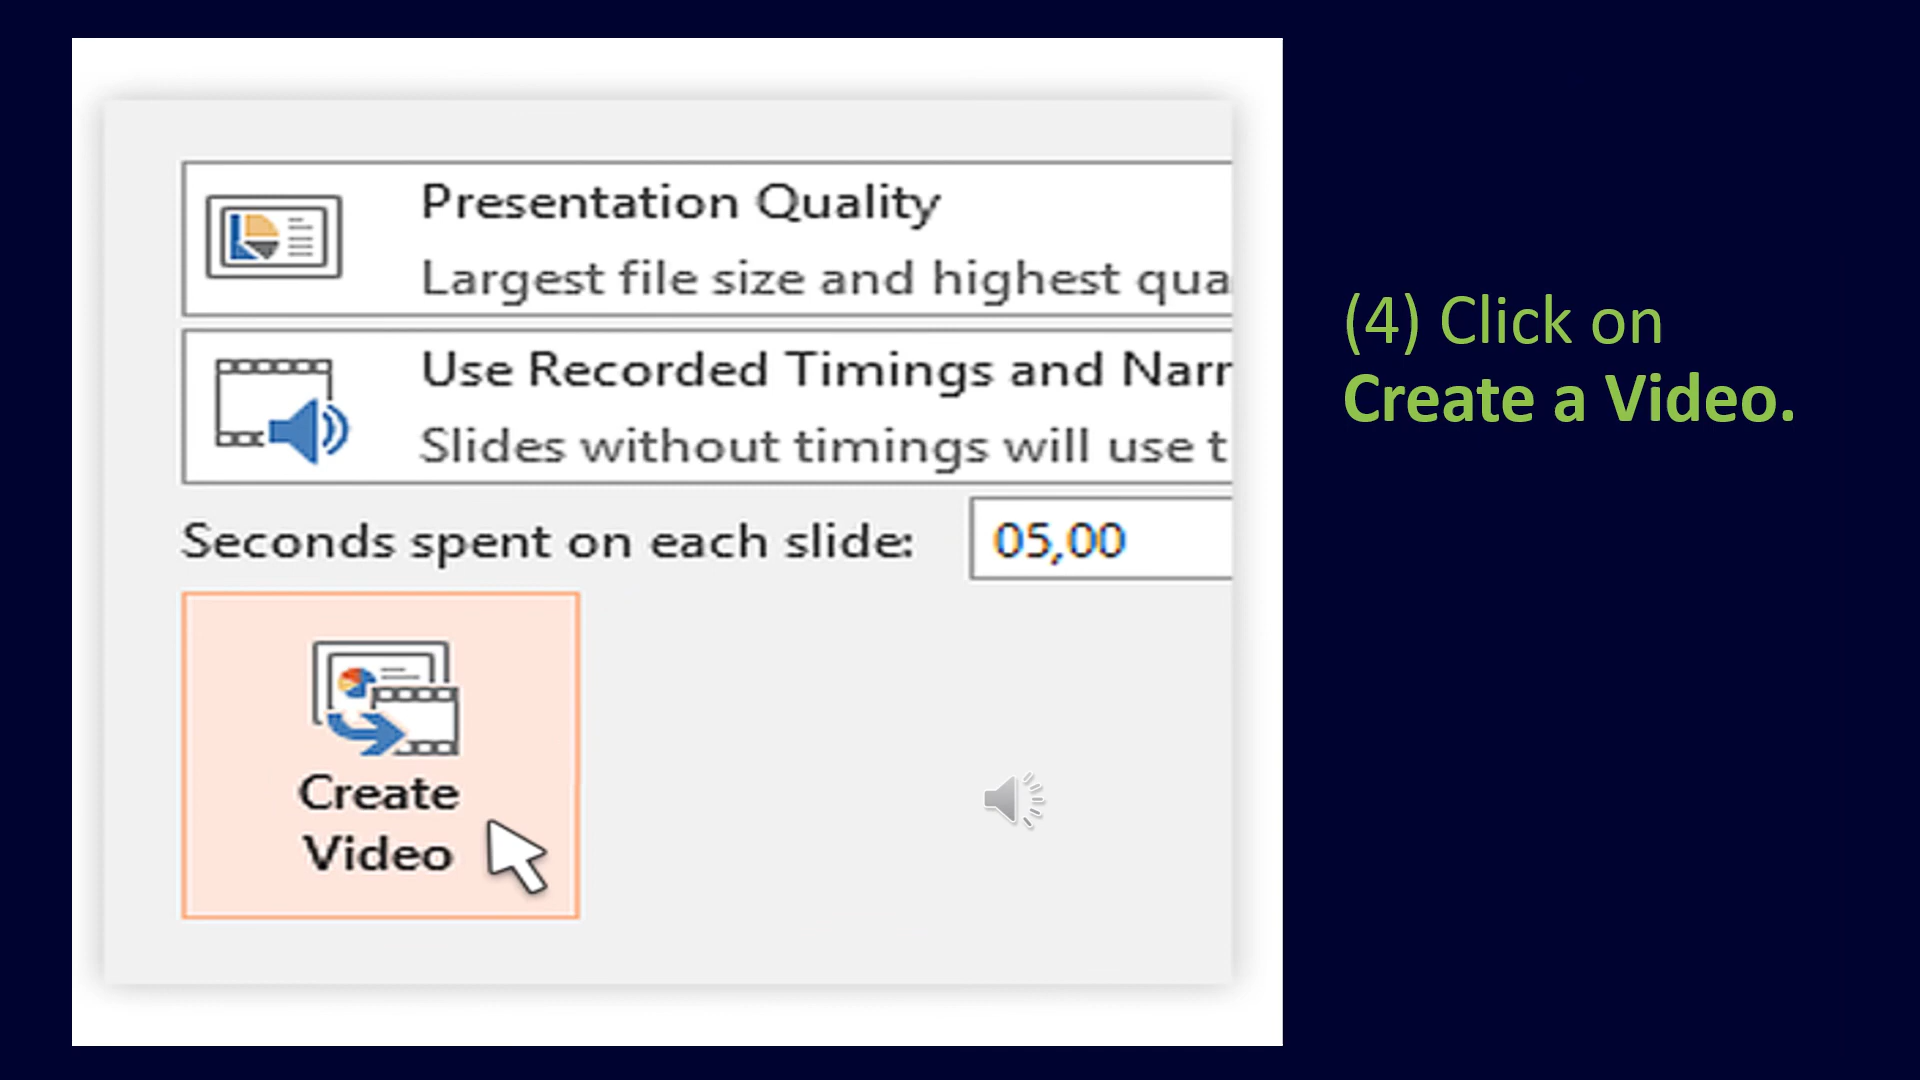 Presentation Quality
Largest file size and highest qua
Use Recorded Timings and Narr
Slides without timings will use t
Seconds spent on each slide: 05,00
Create
Video
(4) Click on
Create a Video.